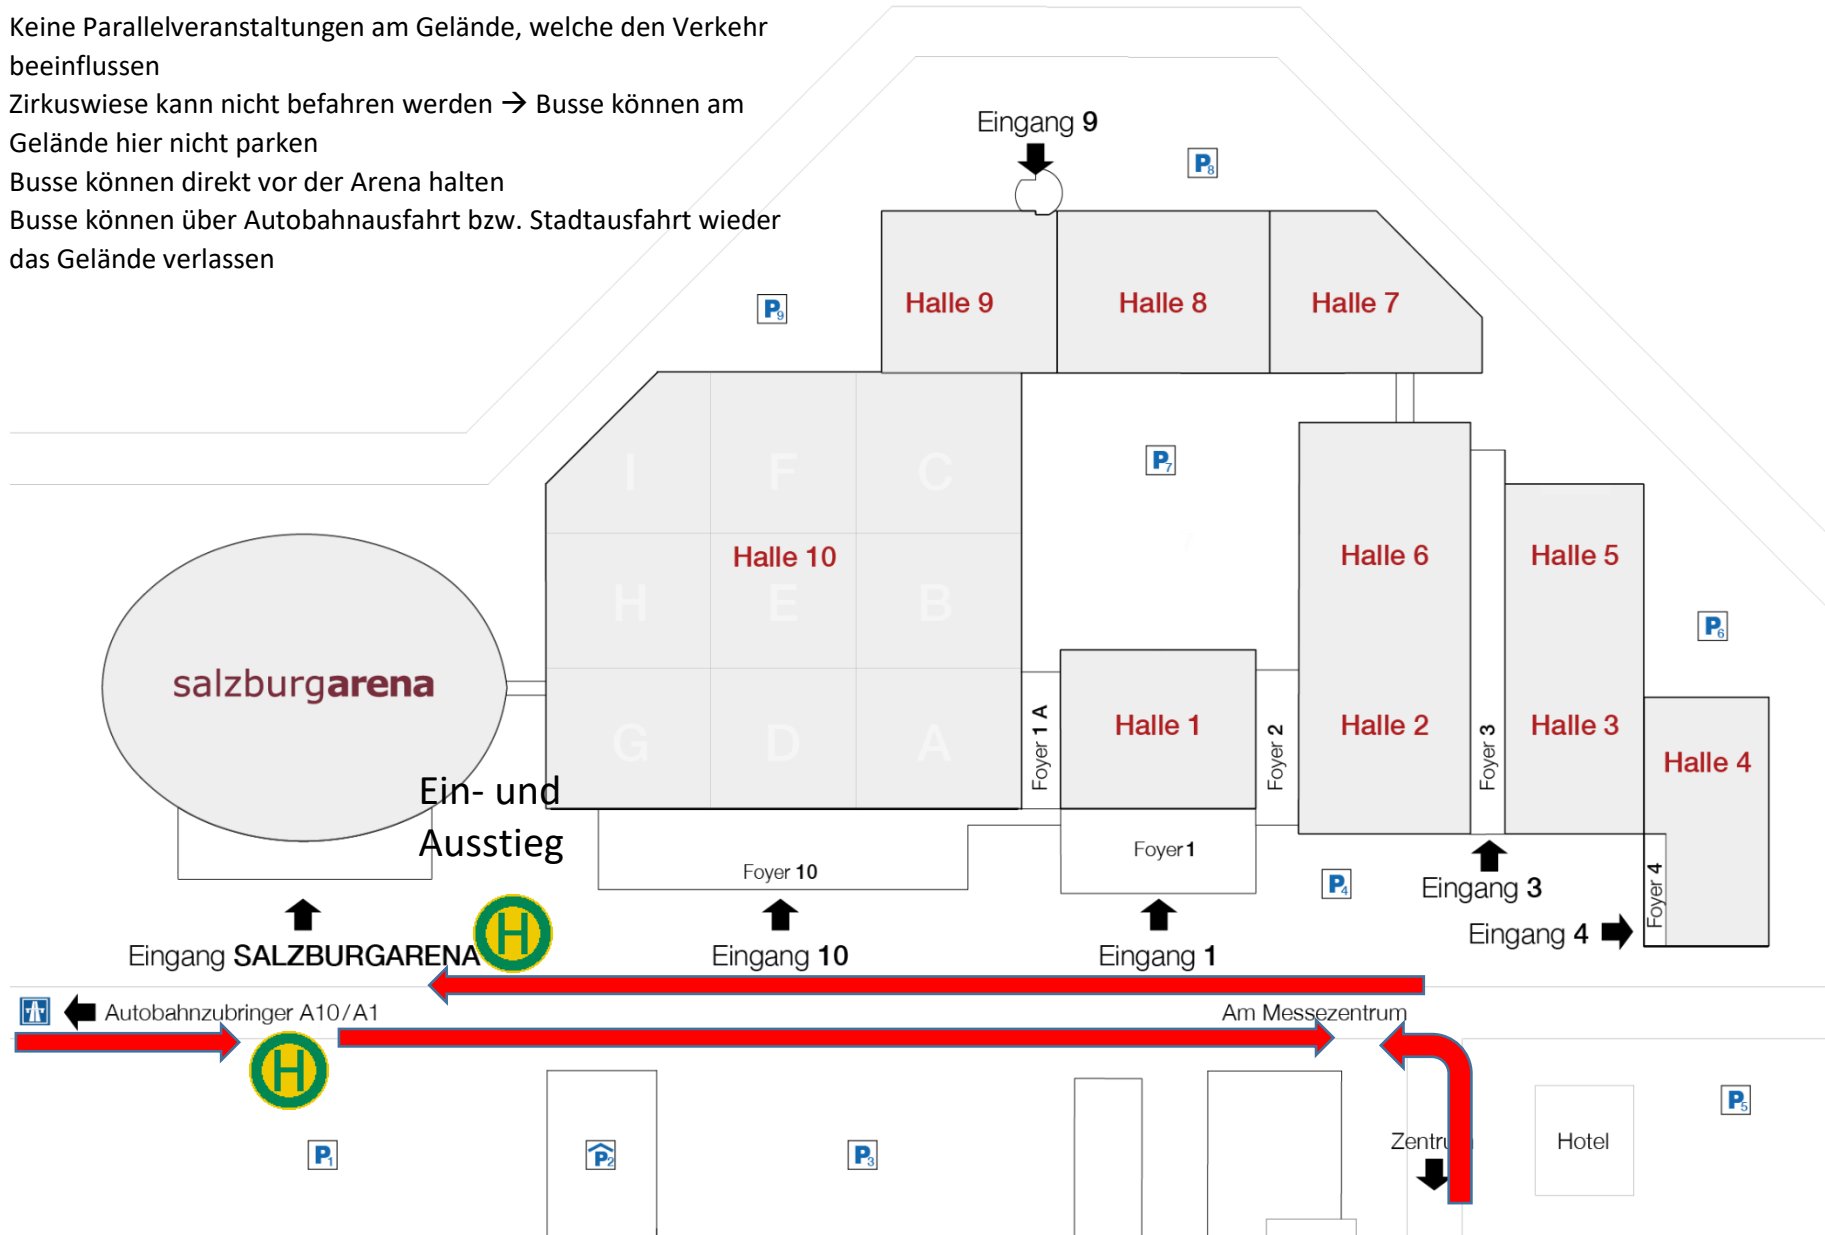 Keine Parallelveranstaltungen am Gelände, welche den Verkehr
beeinflussen
Zirkuswiese kann nicht befahren werden → Busse können am
Gelände hier nicht parken
Busse können direkt vor der Arena halten
Busse können über Autobahnausfahrt bzw. Stadtausfahrt wieder
das Gelände verlassen
Eingang 9
P8
P9
Halle 9
Halle 8
Halle 7
I
F
C
P7
Halle 10
Halle 6
Halle 5
H
E
B
P6
salzburgarena
G
D
A
Foyer 1 A
Halle 1
Foyer 2
Halle 2
Foyer 3
Halle 3
Halle 4
Ein- und
Ausstieg
Foyer 10
Foyer 1
P4
Eingang 3
Foyer 4
Eingang 4
H
Eingang SALZBURGARENA
Eingang 10
Eingang 1
Autobahnzubringer A10/A1
Am Messezentrum
H
P5
P1
P2
P3
Zentrum
Hotel